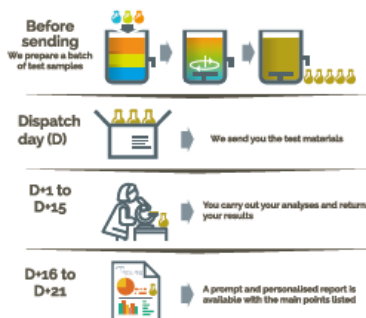 Before
sending
We prepare a batch
of test samples
Dispatch
day (D)
We send you the test materials
D+1 to
D+15
You carry out your analyses and return
your results
D+16 to
D+21
A prompt and personalised report is
available with the main points listed